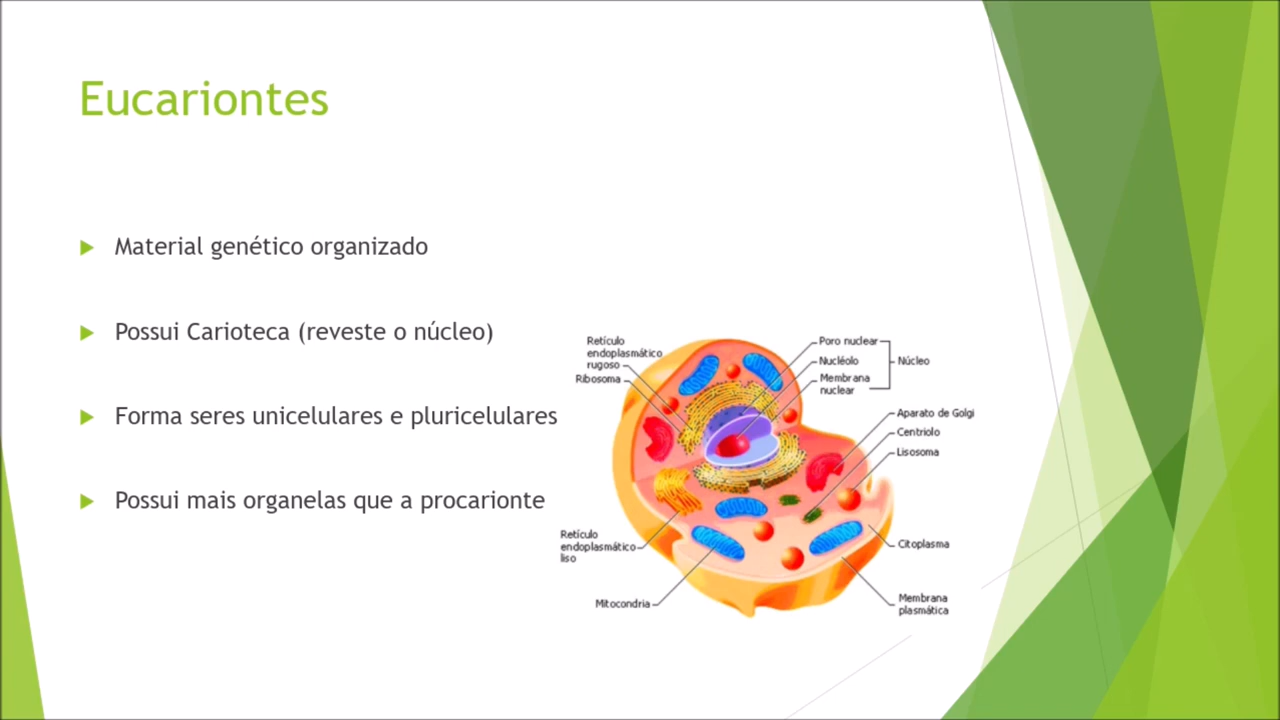 Eucariontes
Material genético organizado
Possui Carioteca (reveste o núcleo)
Forma seres unicelulares e pluricelulares
Possui mais organelas que a procarionte
Retículo
endoplasmático
rugoso
Ribosoma
Poro nuclear
Nucléolo
Membrana
nuclear
Núcleo
Aparato de Golgi
Centriolo
Lisosoma
Retículo
endoplasmático
liso
Mitocondria
Citoplasma
Membrana
plasmática